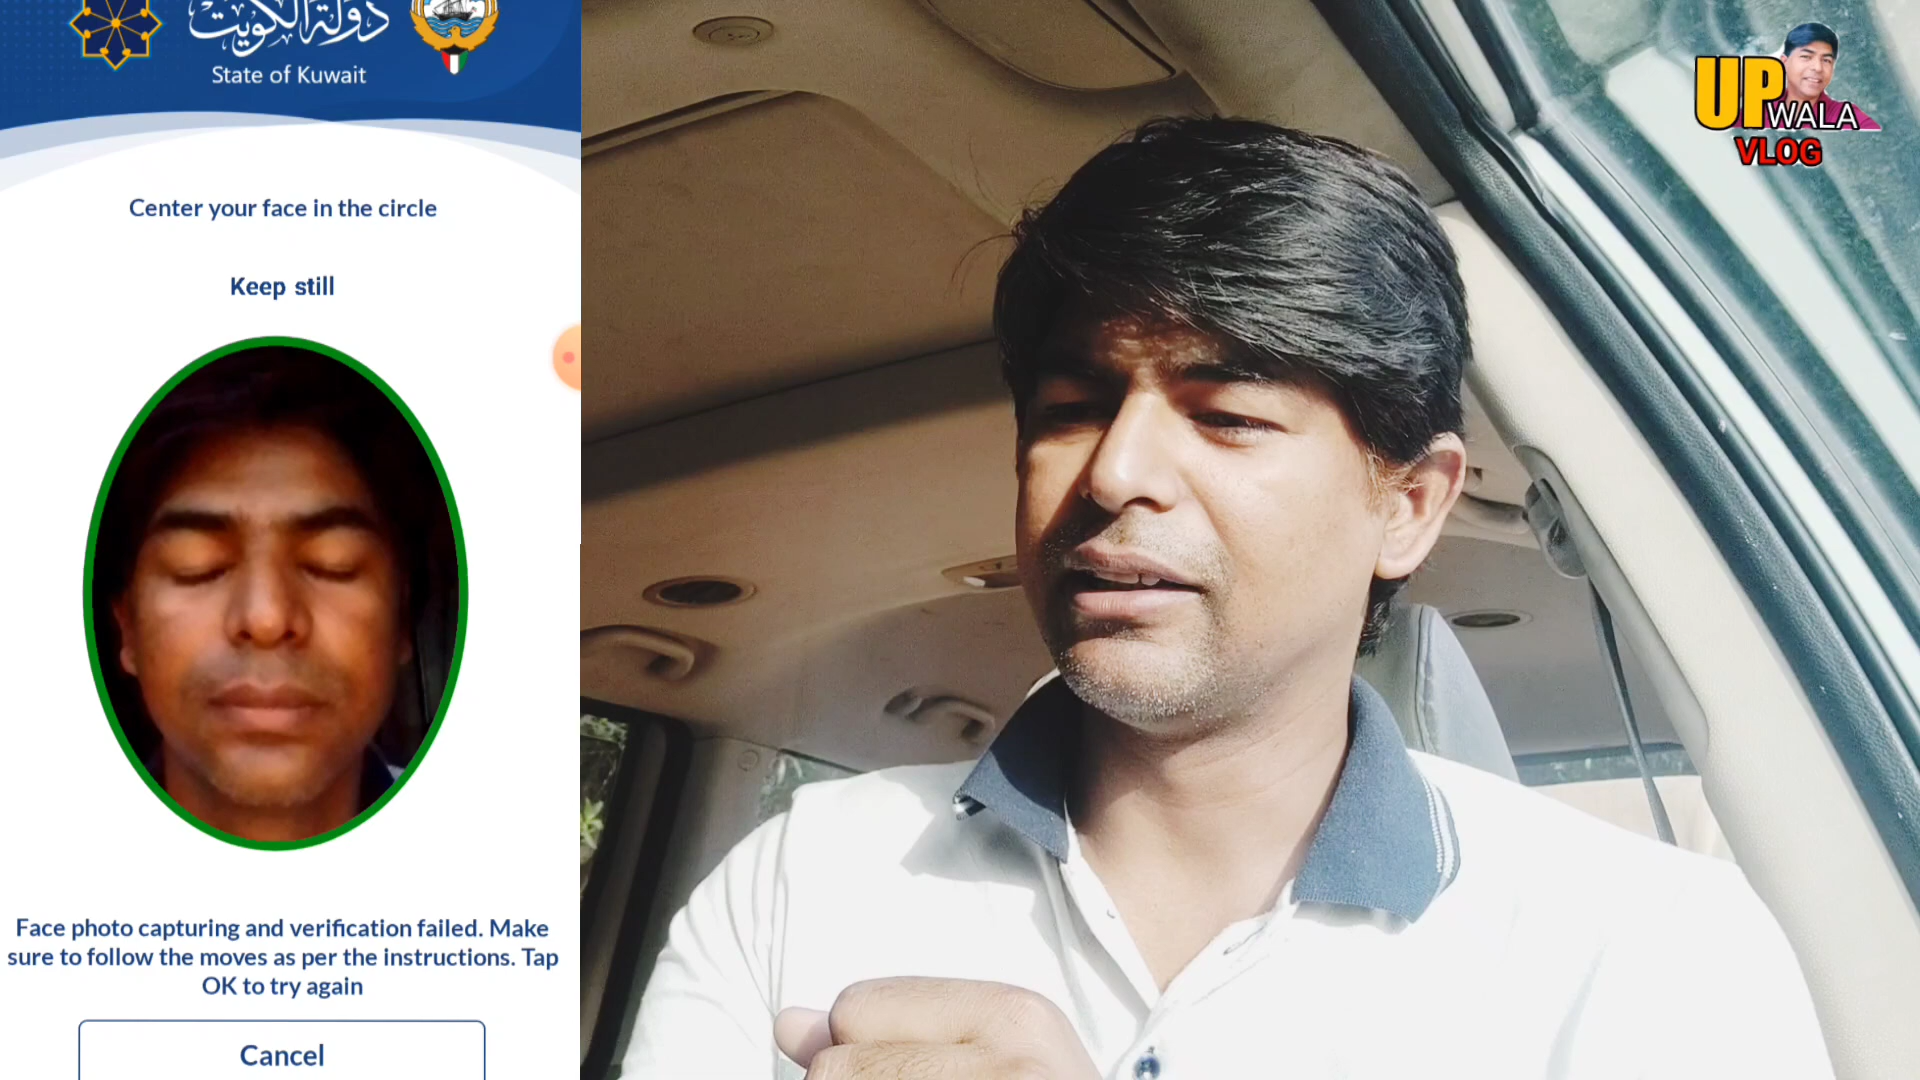 دولة الكويت
State of Kuwait
Center your face in the circle
Keep still
Face photo capturing and verification failed. Make
sure to follow the moves as per the instructions. Tap
OK to try again
Cancel
UP
WALA
VLOG